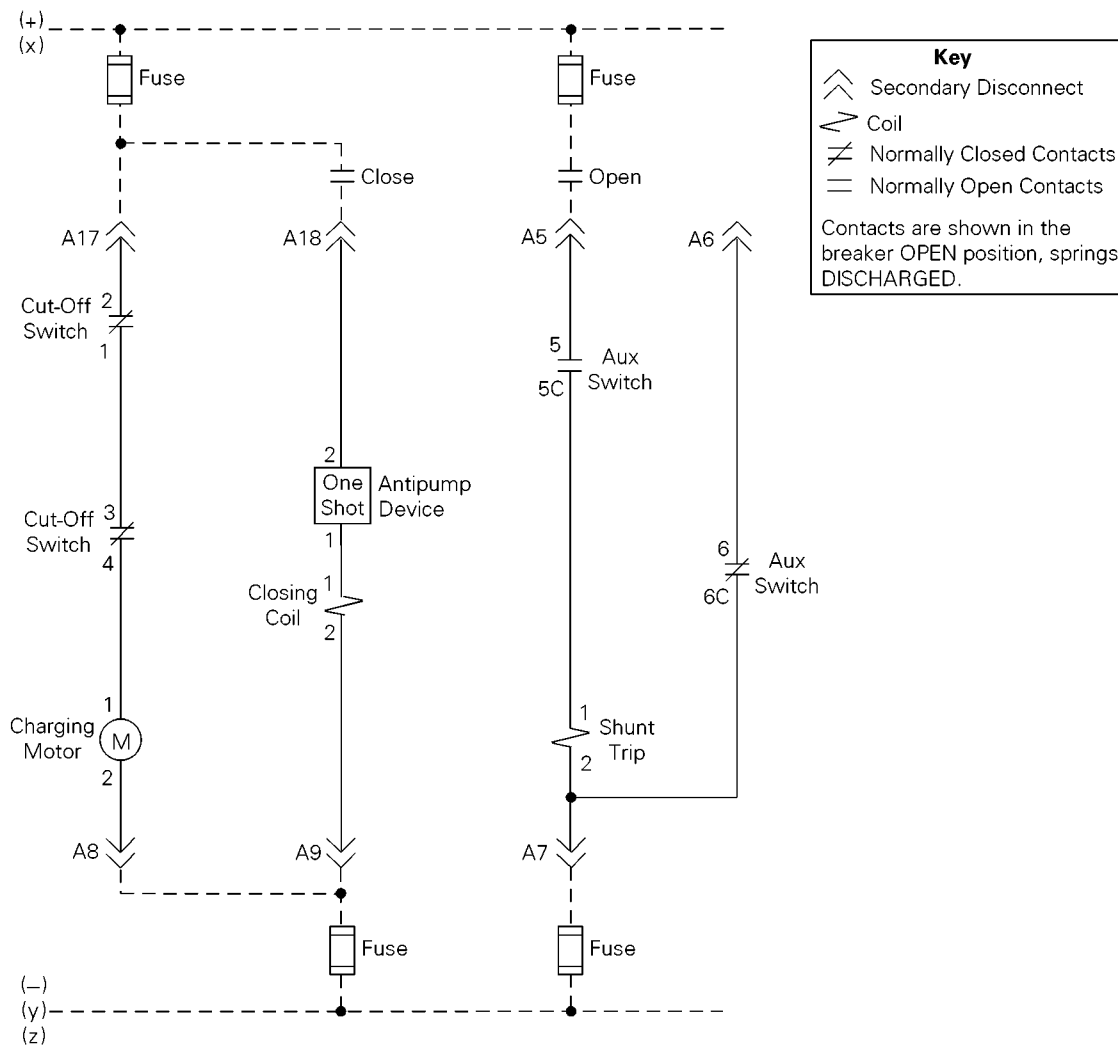 (+)
(x)
Fuse
Fuse
Key
Secondary Disconnect
Coil
Normally Closed Contacts
Normally Open Contacts
Contacts are shown in the
breaker OPEN position, springs
DISCHARGED.
Close
Open
A17
A18
A5
A6
Cut-Off
Switch
2
1
5
5C
Aux
Switch
2
One
Shot
1
Antipump
Device
Cut-Off
Switch
3
4
6
6C
Aux
Switch
Closing
Coil
1
2
Charging
Motor
1
M
2
1
2
Shunt
Trip
A8
A9
A7
Fuse
Fuse
(–)
(y)
(z)